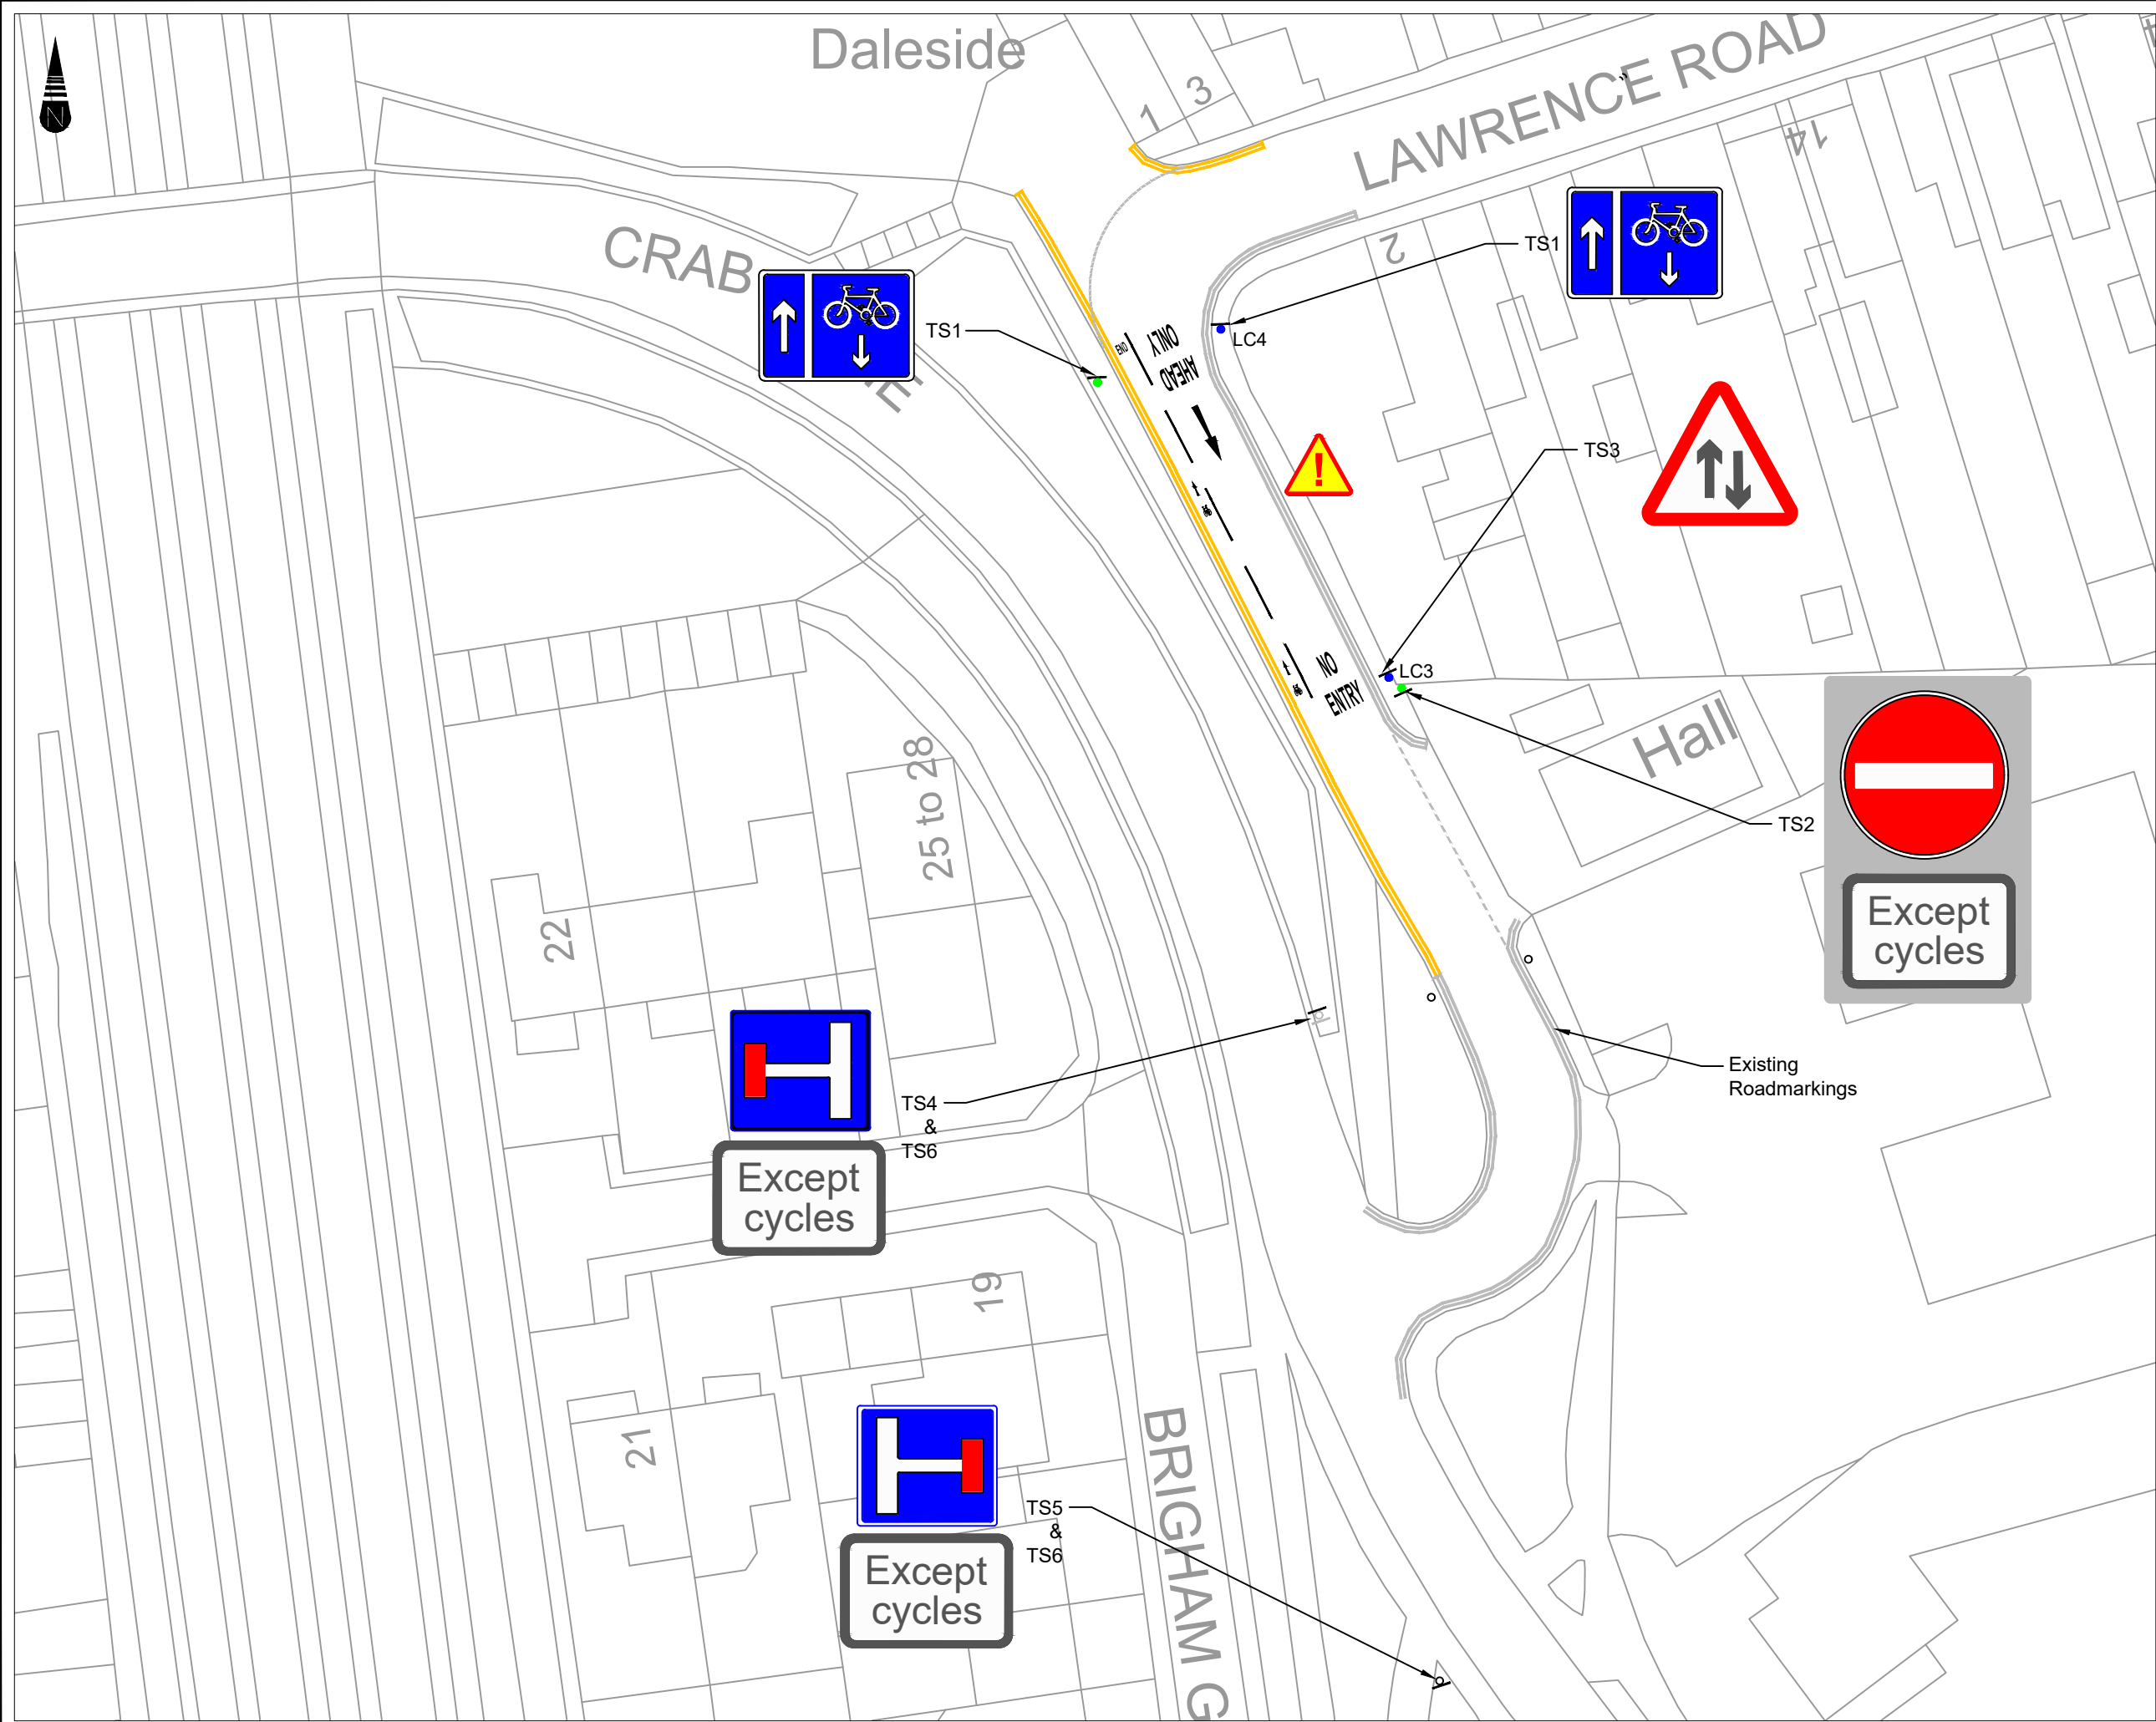 N
Daleside
1
3
LAWRENCE ROAD
14
CRAB
E
2
TS1
TS1
LC4
END
ONLY
AHEAD
TS3
!
NO
ENTRY
LC3
Hall
TS2
Except
cycles
25 to 28
22
TS4
&
TS6
Except
cycles
Existing
Roadmarkings
19
21
TS5
&
TS6
Except
cycles
BRIGHAM G